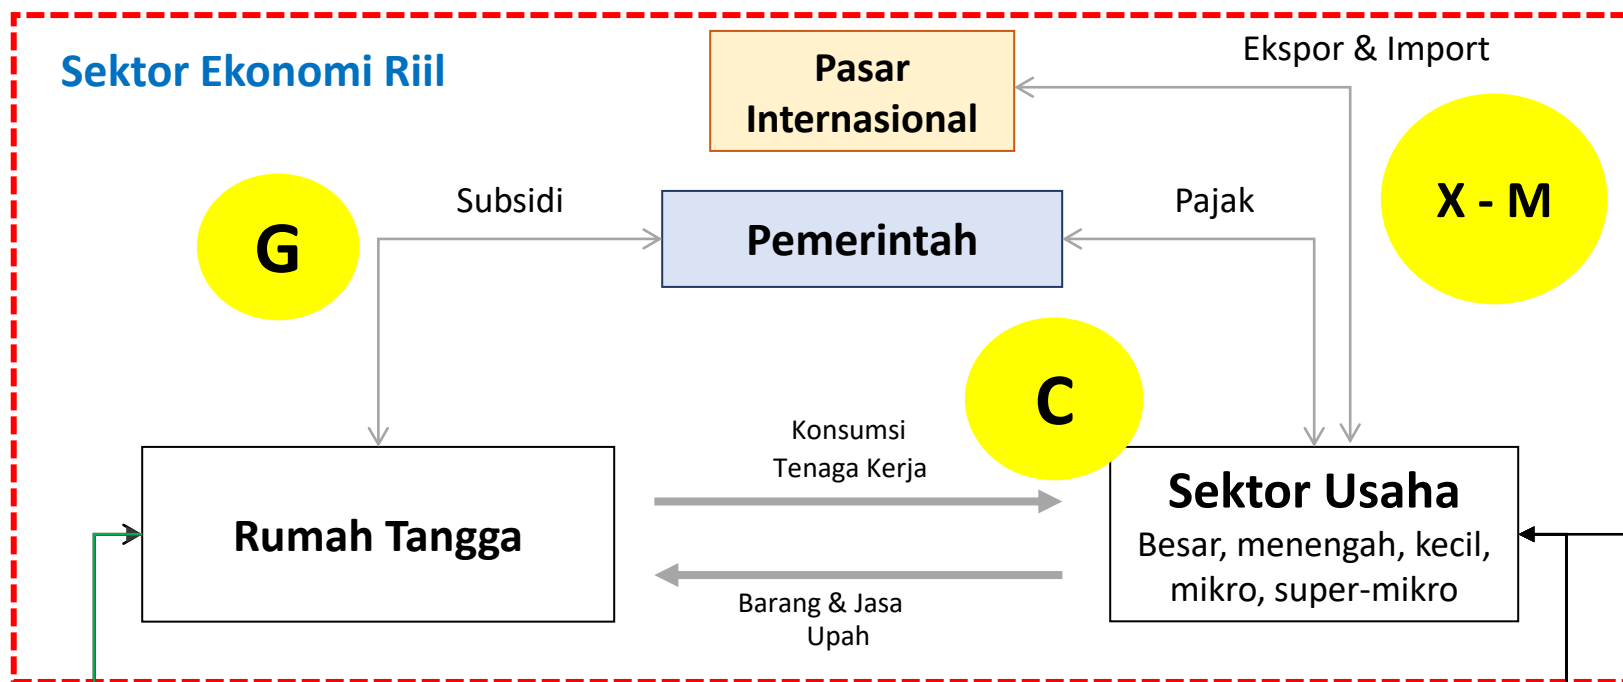 Sektor Ekonomi Riil
Pasar
Internasional
Ekspor & Import
X - M
Subsidi
G
Pemerintah
Pajak
C
Konsumsi
Tenaga Kerja
Rumah Tangga
Sektor Usaha
Besar, menengah, kecil,
mikro, super-mikro
Barang & Jasa
Upah